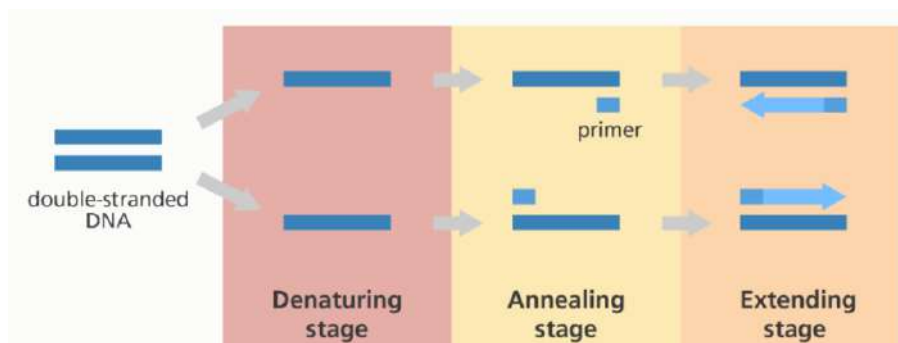 primer
double-stranded
DNA
Denaturing
stage
Annealing
stage
Extending
stage